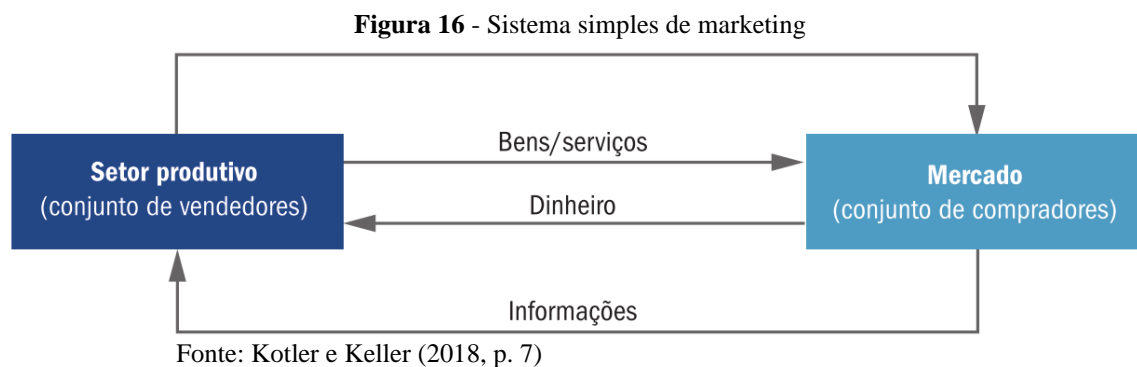 Figura 16 - Sistema simples de marketing
Setor produtivo
(conjunto de vendedores)
Bens/serviços
Dinheiro
Mercado
(conjunto de compradores)
Informações
Fonte: Kotler e Keller (2018, p. 7)